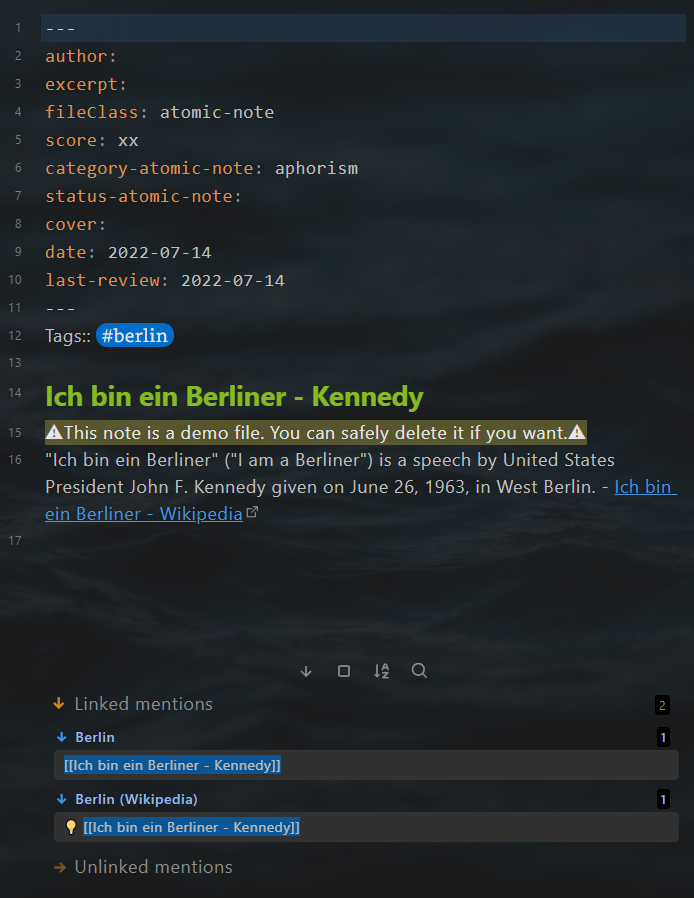 1 ---
2 author:
3 excerpt:
4 fileClass: atomic-note
5 score: xx
6 category-atomic-note: aphorism
7 status-atomic-note:
8 cover:
9 date: 2022-07-14
10 last-review: 2022-07-14
11 ---
12 Tags:: #berlin
13
14 Ich bin ein Berliner - Kennedy
15 ⚠This note is a demo file. You can safely delete it if you want.⚠
16 "Ich bin ein Berliner" ("I am a Berliner") is a speech by United States
President John F. Kennedy given on June 26, 1963, in West Berlin. - Ich bin
ein Berliner - Wikipedia
17
Linked mentions 2
Berlin 1
[[Ich bin ein Berliner - Kennedy]]
Berlin (Wikipedia) 1
💡 [[Ich bin ein Berliner - Kennedy]]
Unlinked mentions